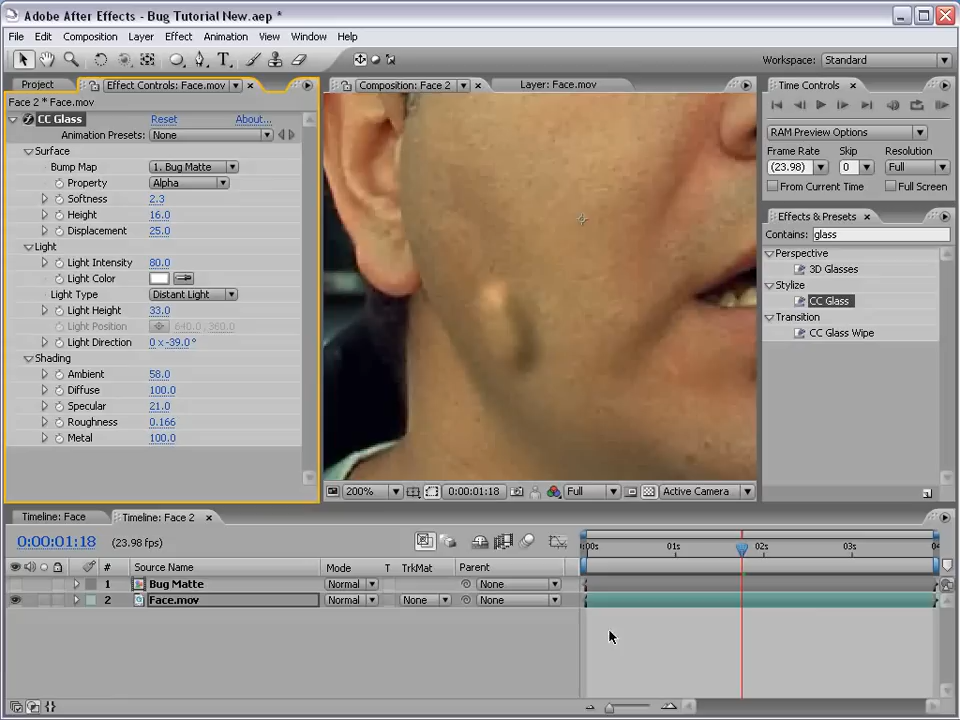 Adobe After Effects - Bug Tutorial New.aep *
File Edit Composition Layer Effect Animation View Window Help
Workspace: Standard
Project Effect Controls: Face.mov Composition: Face 2 Layer: Face.mov Time Controls
Face 2 * Face.mov
CC Glass Reset About...
Animation Presets: None
Surface
Bump Map 1. Bug Matte
Property Alpha
Softness 2.3
Height 16.0
Displacement 25.0
Light
Light Intensity 80.0
Light Color
Light Type Distant Light
Light Height 33.0
Light Position 640.0, 360.0
Light Direction 0 x -39.0 °
Shading
Ambient 58.0
Diffuse 100.0
Specular 21.0
Roughness 0.166
Metal 100.0
200% 0:00:01:18 Full Active Camera
RAM Preview Options
Frame Rate Skip Resolution
(23.98) 0 Full
From Current Time Full Screen
Effects & Presets
Contains: glass
Perspective
3D Glasses
Stylize
CC Glass
Transition
CC Glass Wipe
Timeline: Face Timeline: Face 2
0:00:01:18 (23.98 fps)
:00s 01s 02s 03s 04
# Source Name Mode T TrkMat Parent
1 Bug Matte Normal None
2 Face.mov Normal None None